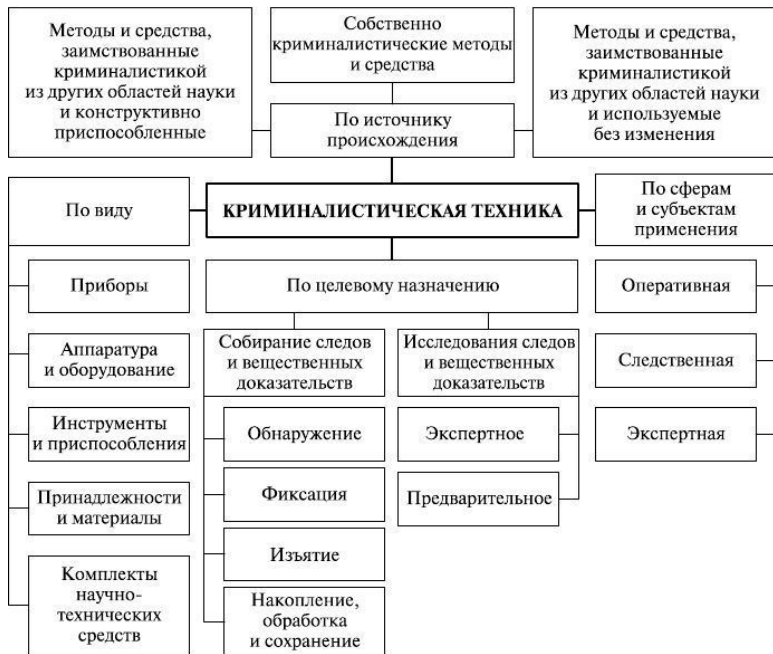 Методы и средства,
заимствованные
криминалистикой
из других областей науки
и конструктивно
приспособленные
Собственно
криминалистические методы
и средства
Методы и средства,
заимствованные
криминалистикой
из других областей науки
и используемые
без изменения
По источнику
происхождения
По виду
КРИМИНАЛИСТИЧЕСКАЯ ТЕХНИКА
По сферам
и субъектам
применения
Приборы
Аппаратура
и оборудование
Инструменты
и приспособления
Принадлежности
и материалы
Комплекты
научно-
технических
средств
По целевому назначению
Собирание следов
и вещественных
доказательств
Обнаружение
Фиксация
Изъятие
Накопление,
обработка
и сохранение
Исследования следов
и вещественных
доказательств
Экспертное
Предварительное
Оперативная
Следственная
Экспертная